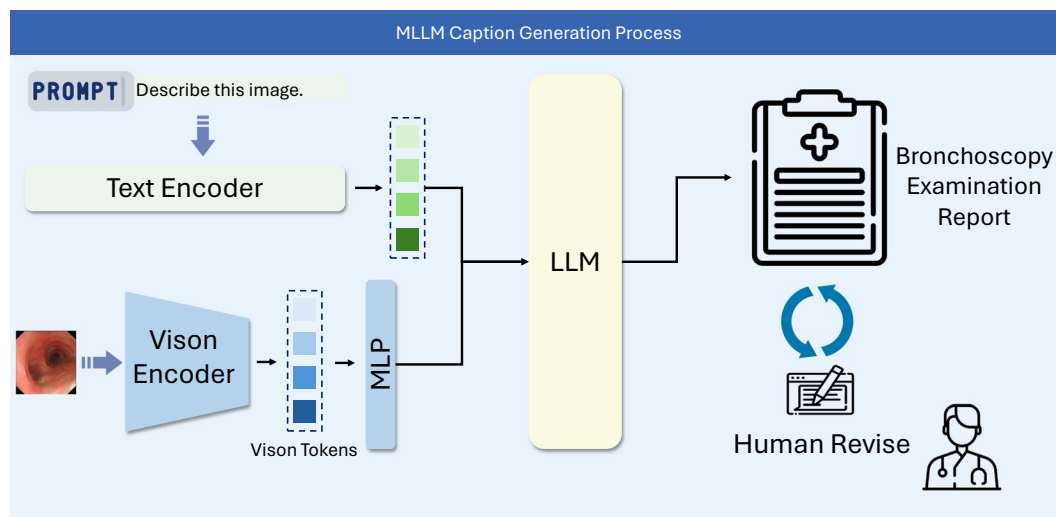 MLLM Caption Generation Process
PROMPT
Describe this image.
Text Encoder
Vison
Encoder
Vison Tokens
MLP
LLM
Bronchoscopy
Examination
Report
Human Revise